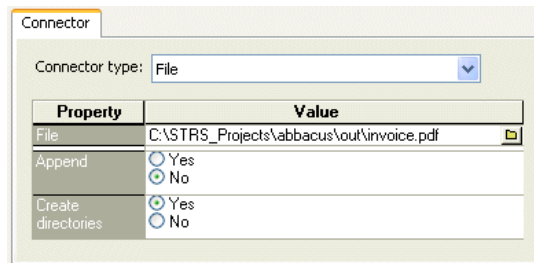 Connector
Connector type: File
Property Value
File C:\STRS_Projects\abbacus\out\invoice.pdf
Append Yes
No
Create directories Yes
No